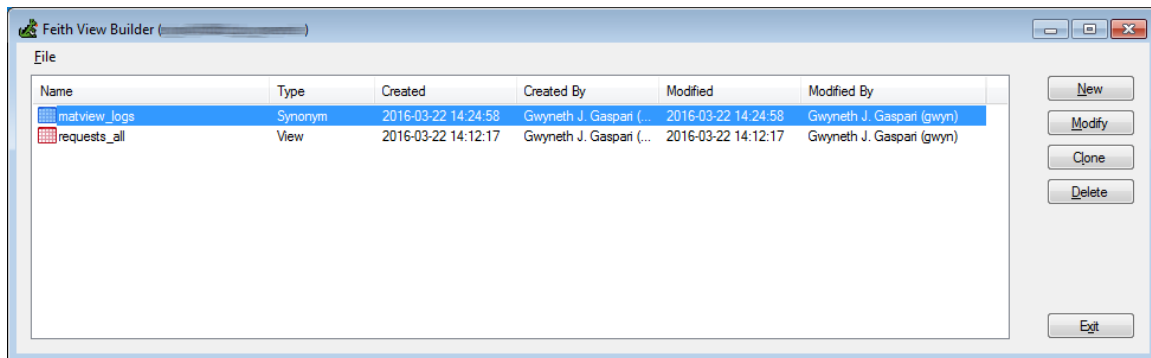 Feith View Builder ( )
File
Name Type Created Created By Modified Modified By
matview_logs Synonym 2016-03-22 14:24:58 Gwyneth J. Gaspari (... 2016-03-22 14:24:58 Gwyneth J. Gaspari (gwyn)
requests_all View 2016-03-22 14:12:17 Gwyneth J. Gaspari (... 2016-03-22 14:12:17 Gwyneth J. Gaspari (gwyn)
New
Modify
Clone
Delete
Exit